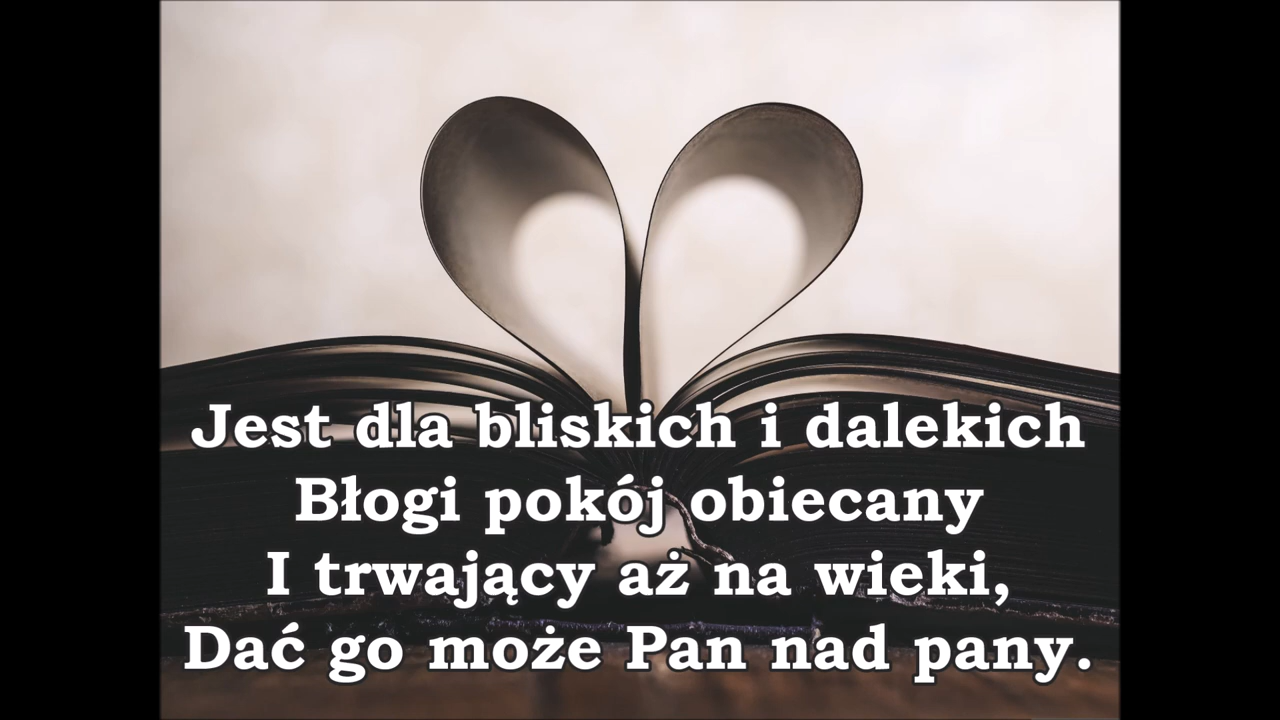 Jest dla bliskich i dalekich
Błogi pokój obiecany
I trwający aż na wieki,
Dać go może Pan nad pany.